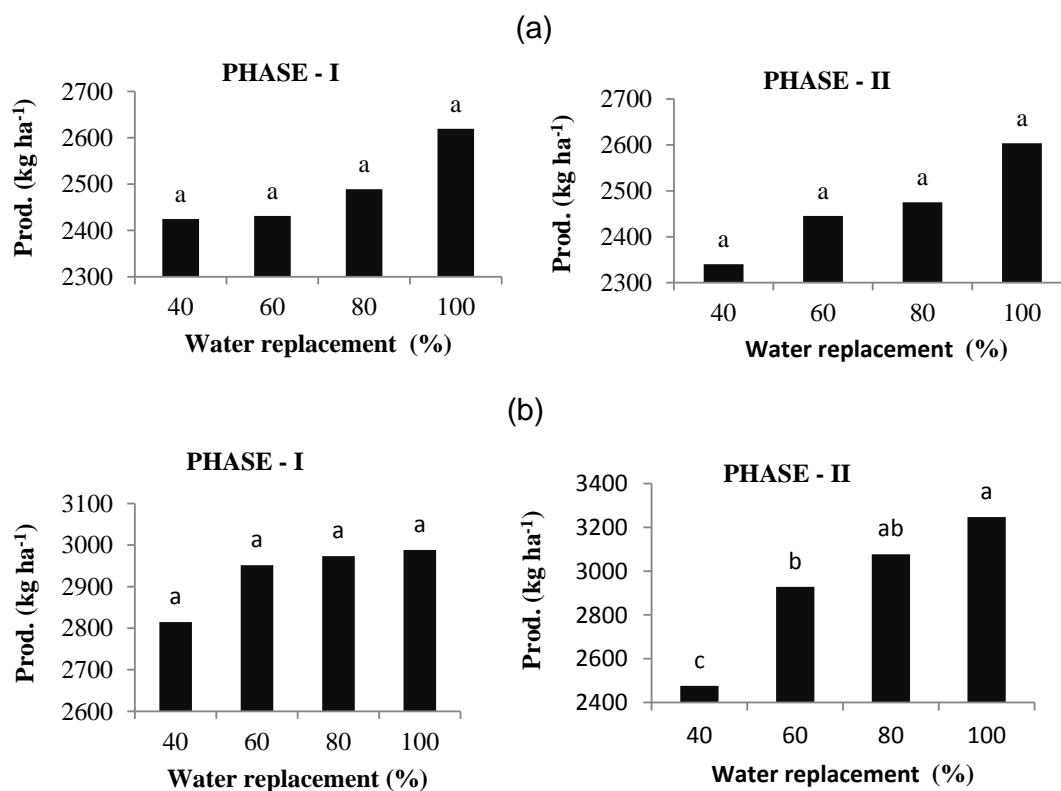 (a)
PHASE - I
Prod. (kg ha-1)
2700
2600
2500
2400
2300
a
a
a
a
40 60 80 100
Water replacement (%)
PHASE - II
Prod. (kg ha-1)
2700
2600
2500
2400
2300
a
a
a
a
40 60 80 100
Water replacement (%)
(b)
PHASE - I
Prod. (kg ha-1)
3100
3000
2900
2800
2700
2600
a
a
a
a
40 60 80 100
Water replacement (%)
PHASE - II
Prod. (kg ha-1)
3400
3200
3000
2800
2600
2400
c
b
ab
a
40 60 80 100
Water replacement (%)